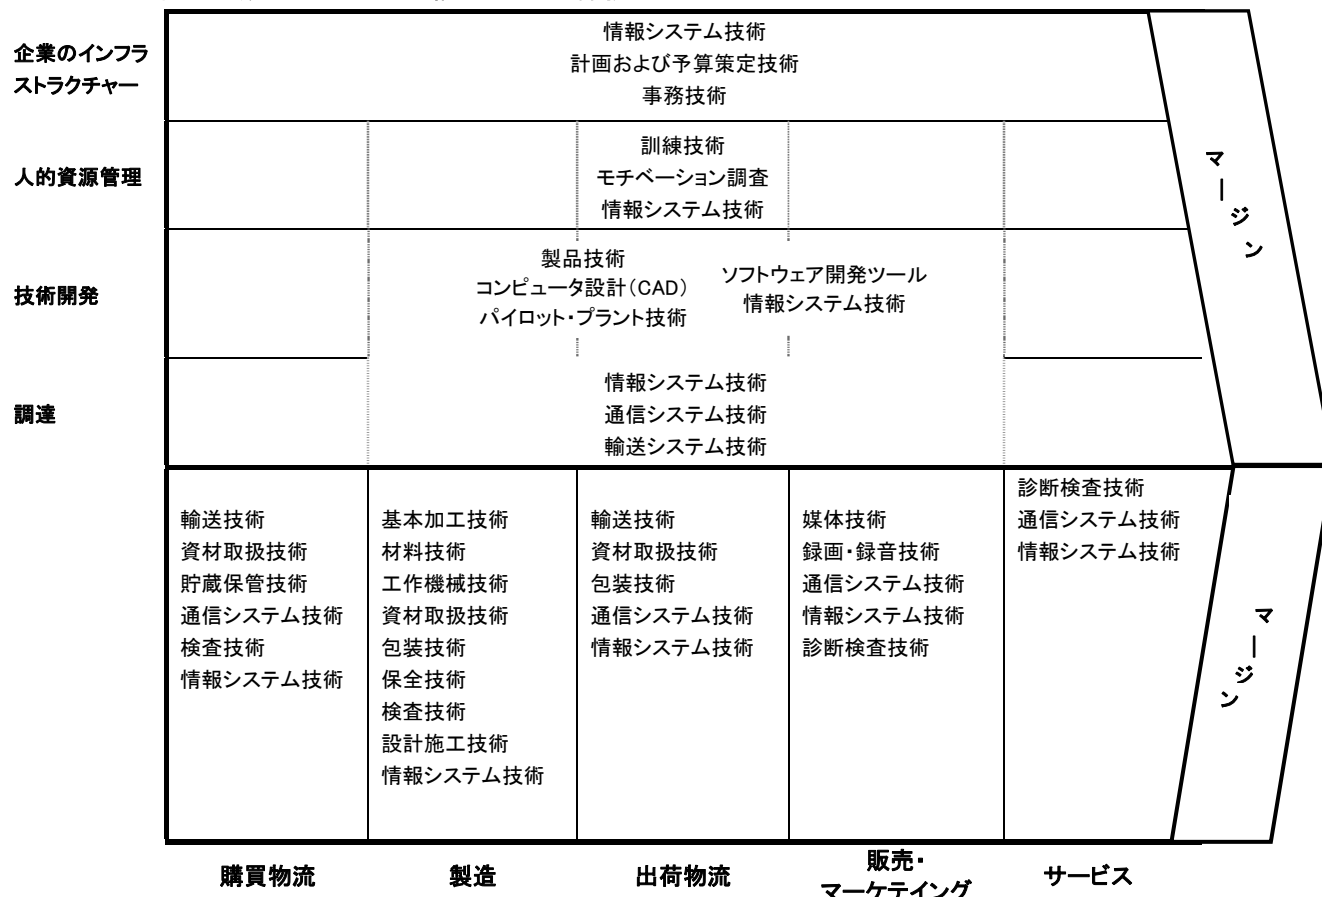 企業のインフラ
ストラクチャー
情報システム技術
計画および予算策定技術
事務技術
人的資源管理
訓練技術
モチベーション調査
情報システム技術
技術開発
製品技術
コンピュータ設計(CAD)
パイロット・プラント技術
ソフトウェア開発ツール
情報システム技術
調達
情報システム技術
通信システム技術
輸送システム技術
マージン
輸送技術
資材取扱技術
貯蔵保管技術
通信システム技術
検査技術
情報システム技術
基本加工技術
材料技術
工作機械技術
資材取扱技術
包装技術
保全技術
検査技術
設計施工技術
情報システム技術
輸送技術
資材取扱技術
包装技術
通信システム技術
情報システム技術
媒体技術
録画・録音技術
通信システム技術
情報システム技術
診断検査技術
診断検査技術
通信システム技術
情報システム技術
マージン
購買物流
製造
出荷物流
販売・
マーケテイング
サービス